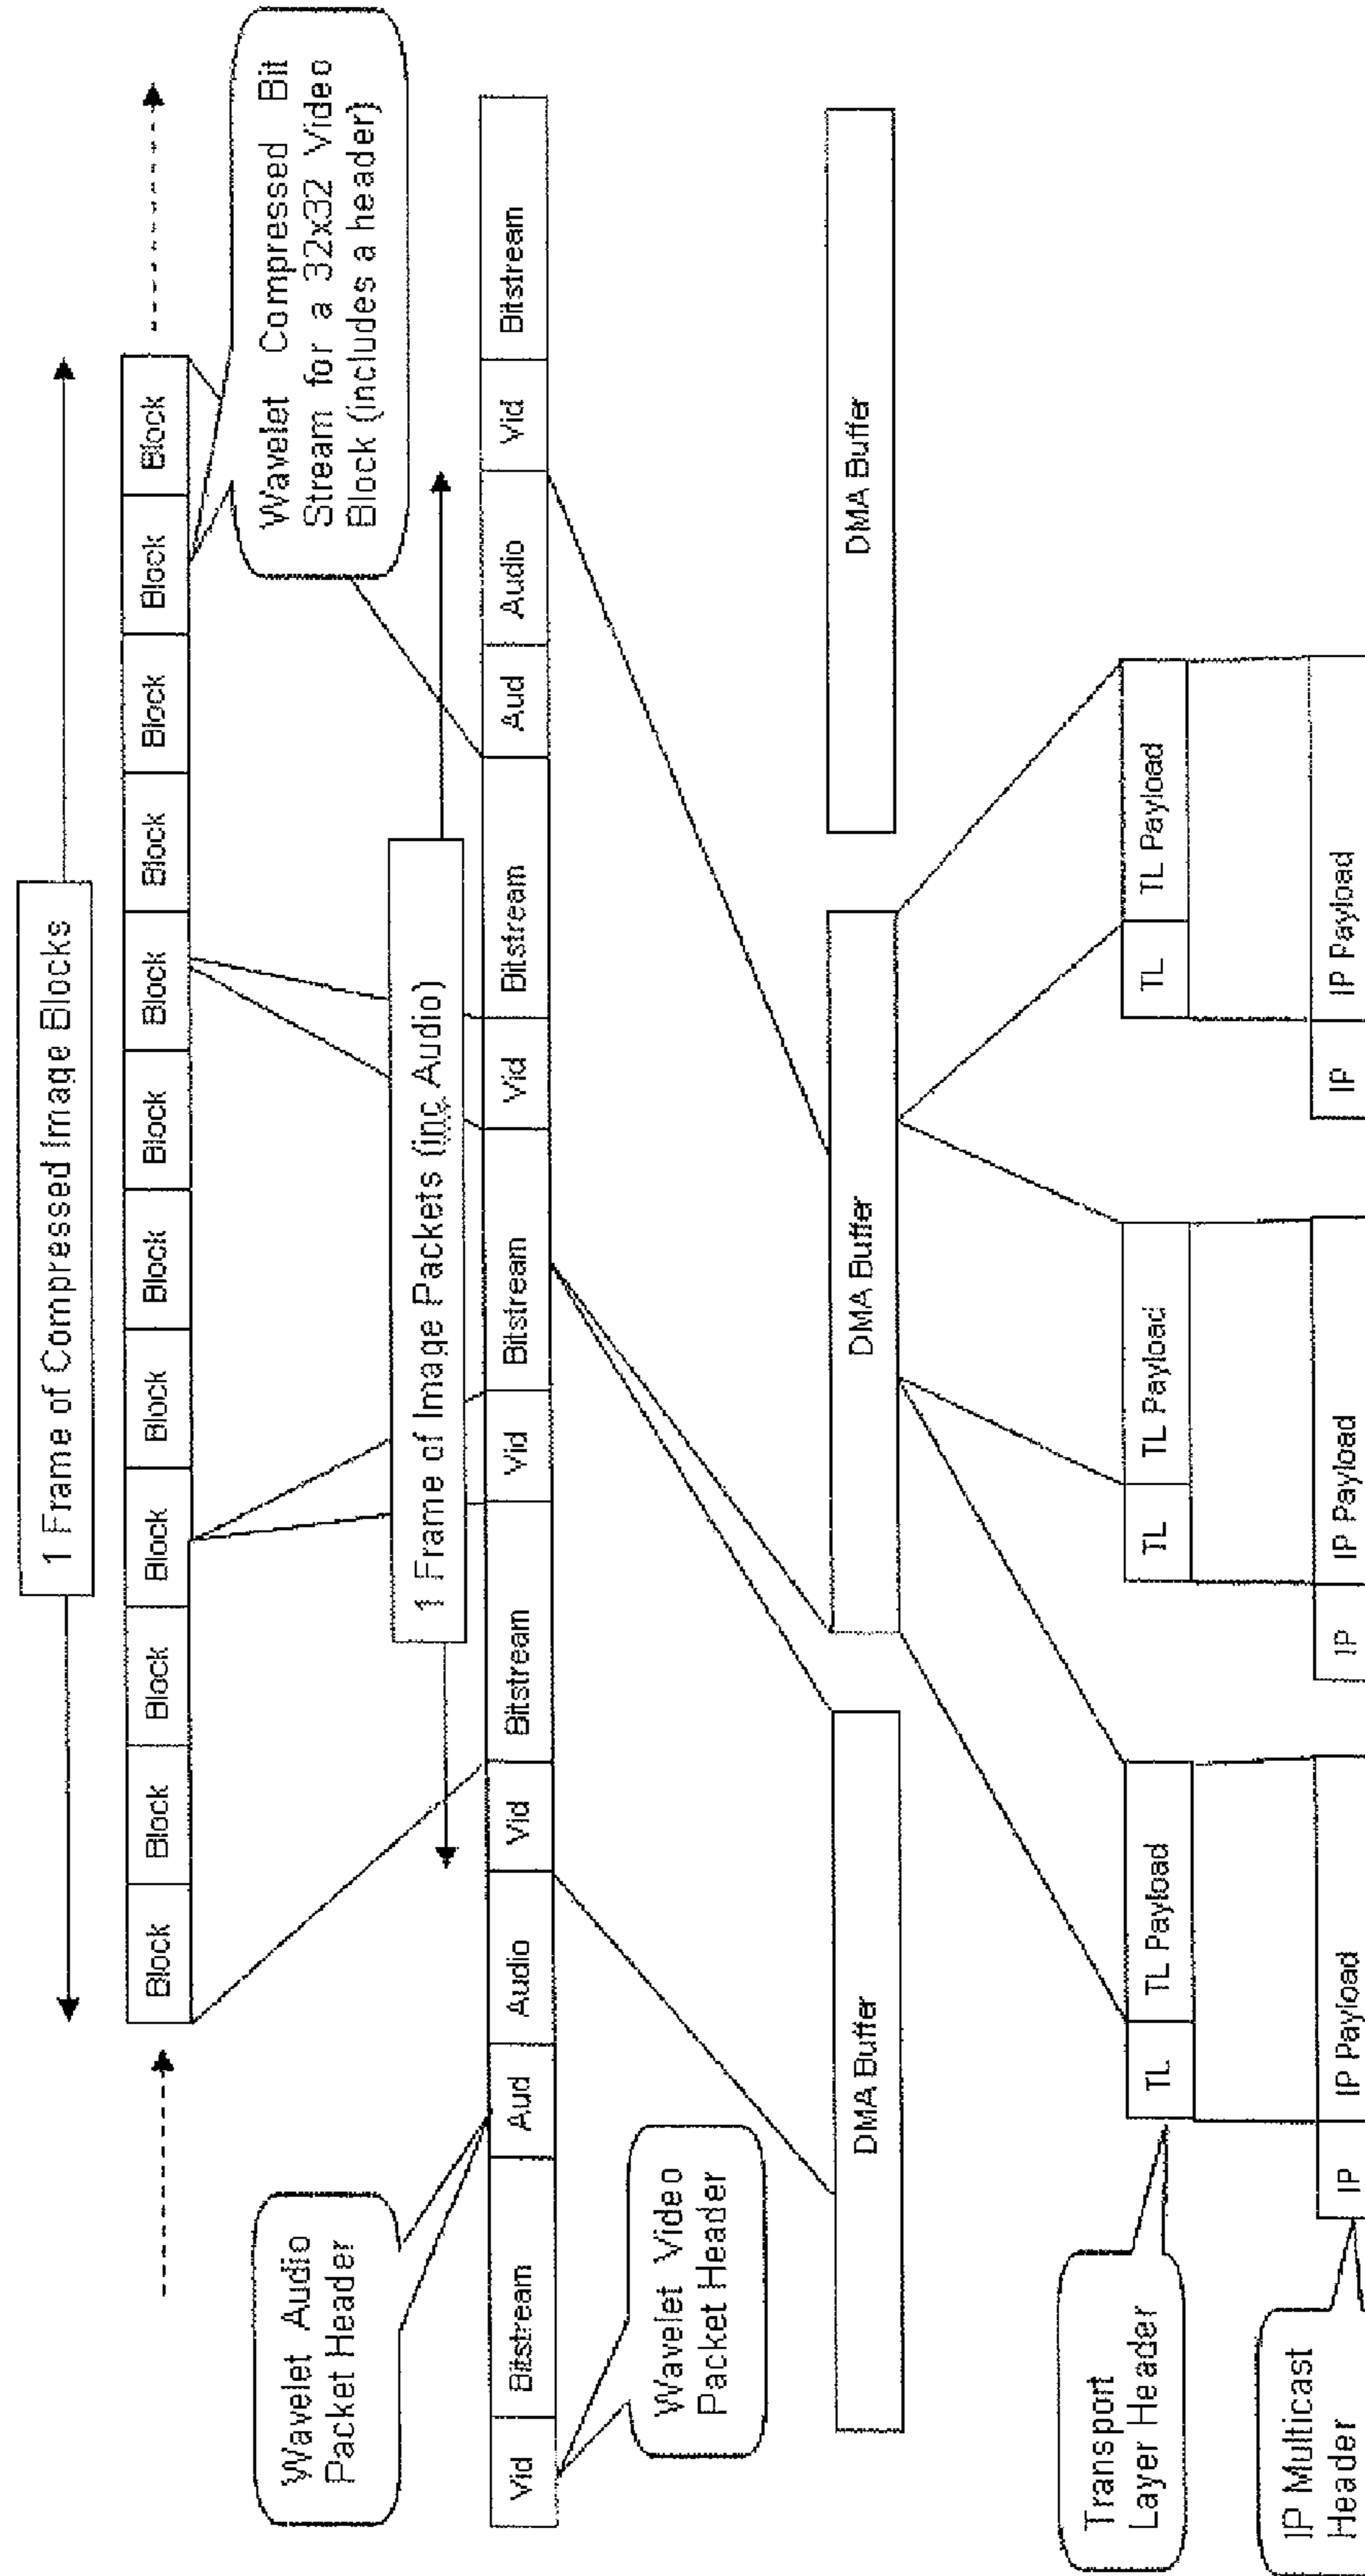 1 Frame of Compressed Image Blocks
Block Block Block Block Block Block Block Block Block Block Block Block
Wavelet Audio
Packet Header
Wavelet Compressed Bit
Stream for a 32x32 Video
Block (includes a header)
1 Frame of Image Packets (inc Audio)
Vid Bitstream Aud Audio Vid Bitstream Vid Bitstream Vid Bitstream Aud Audio Vid Bitstream
Wavelet Video
Packet Header
DMA Buffer DMA Buffer DMA Buffer
Transport
Layer Header
TL TL Payload TL TL Payload TL TL Payload
IP Multicast
Header
IP IP Payload IP IP Payload IP IP Payload